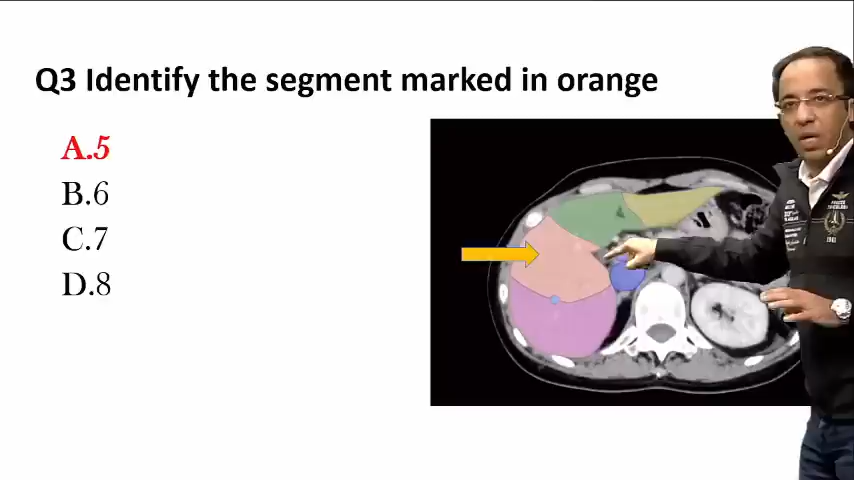 Q3 Identify the segment marked in orange
A.5
B.6
C.7
D.8